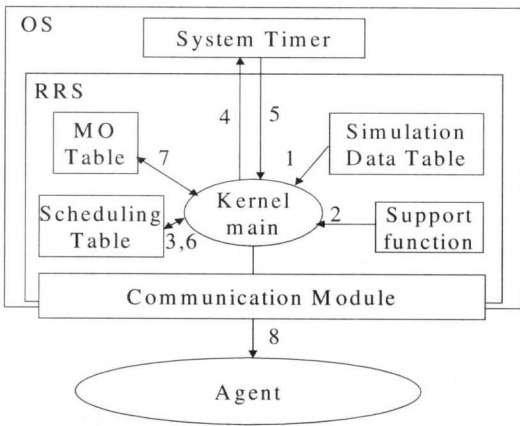 OS
System Timer
RRS
4
5
MO
Table
7
1
Simulation
Data Table
Kernel
main
Scheduling
Table
3,6
2
Support
function
Communication Module
8
Agent